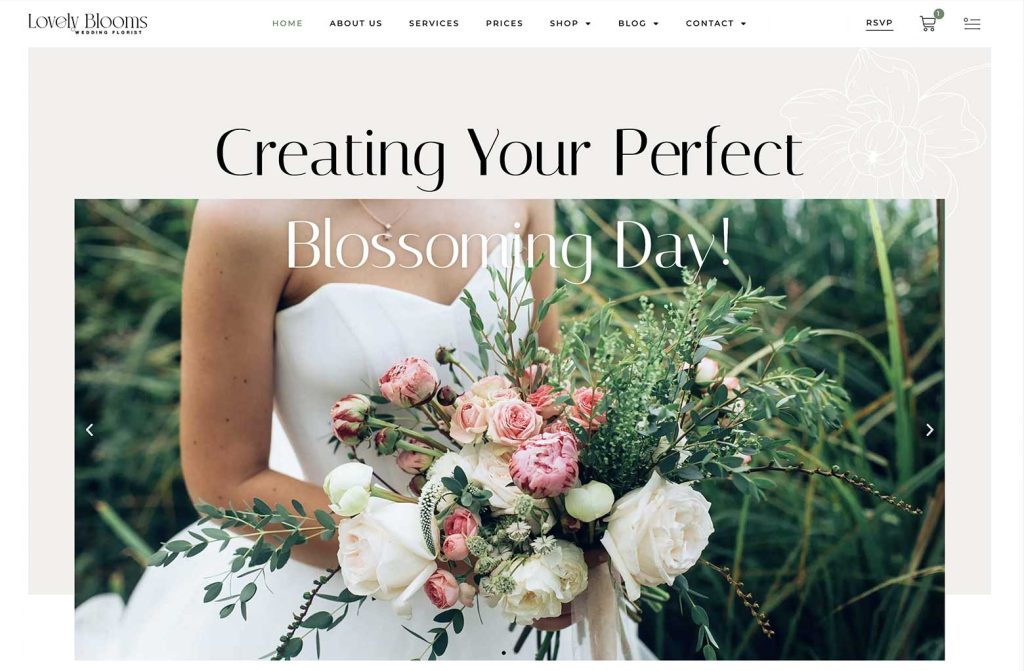 Lovely Blooms
WEDDING FLORIST
HOME ABOUT US SERVICES PRICES SHOP BLOG CONTACT RSVP 1
Creating Your Perfect
Blossoming Day!